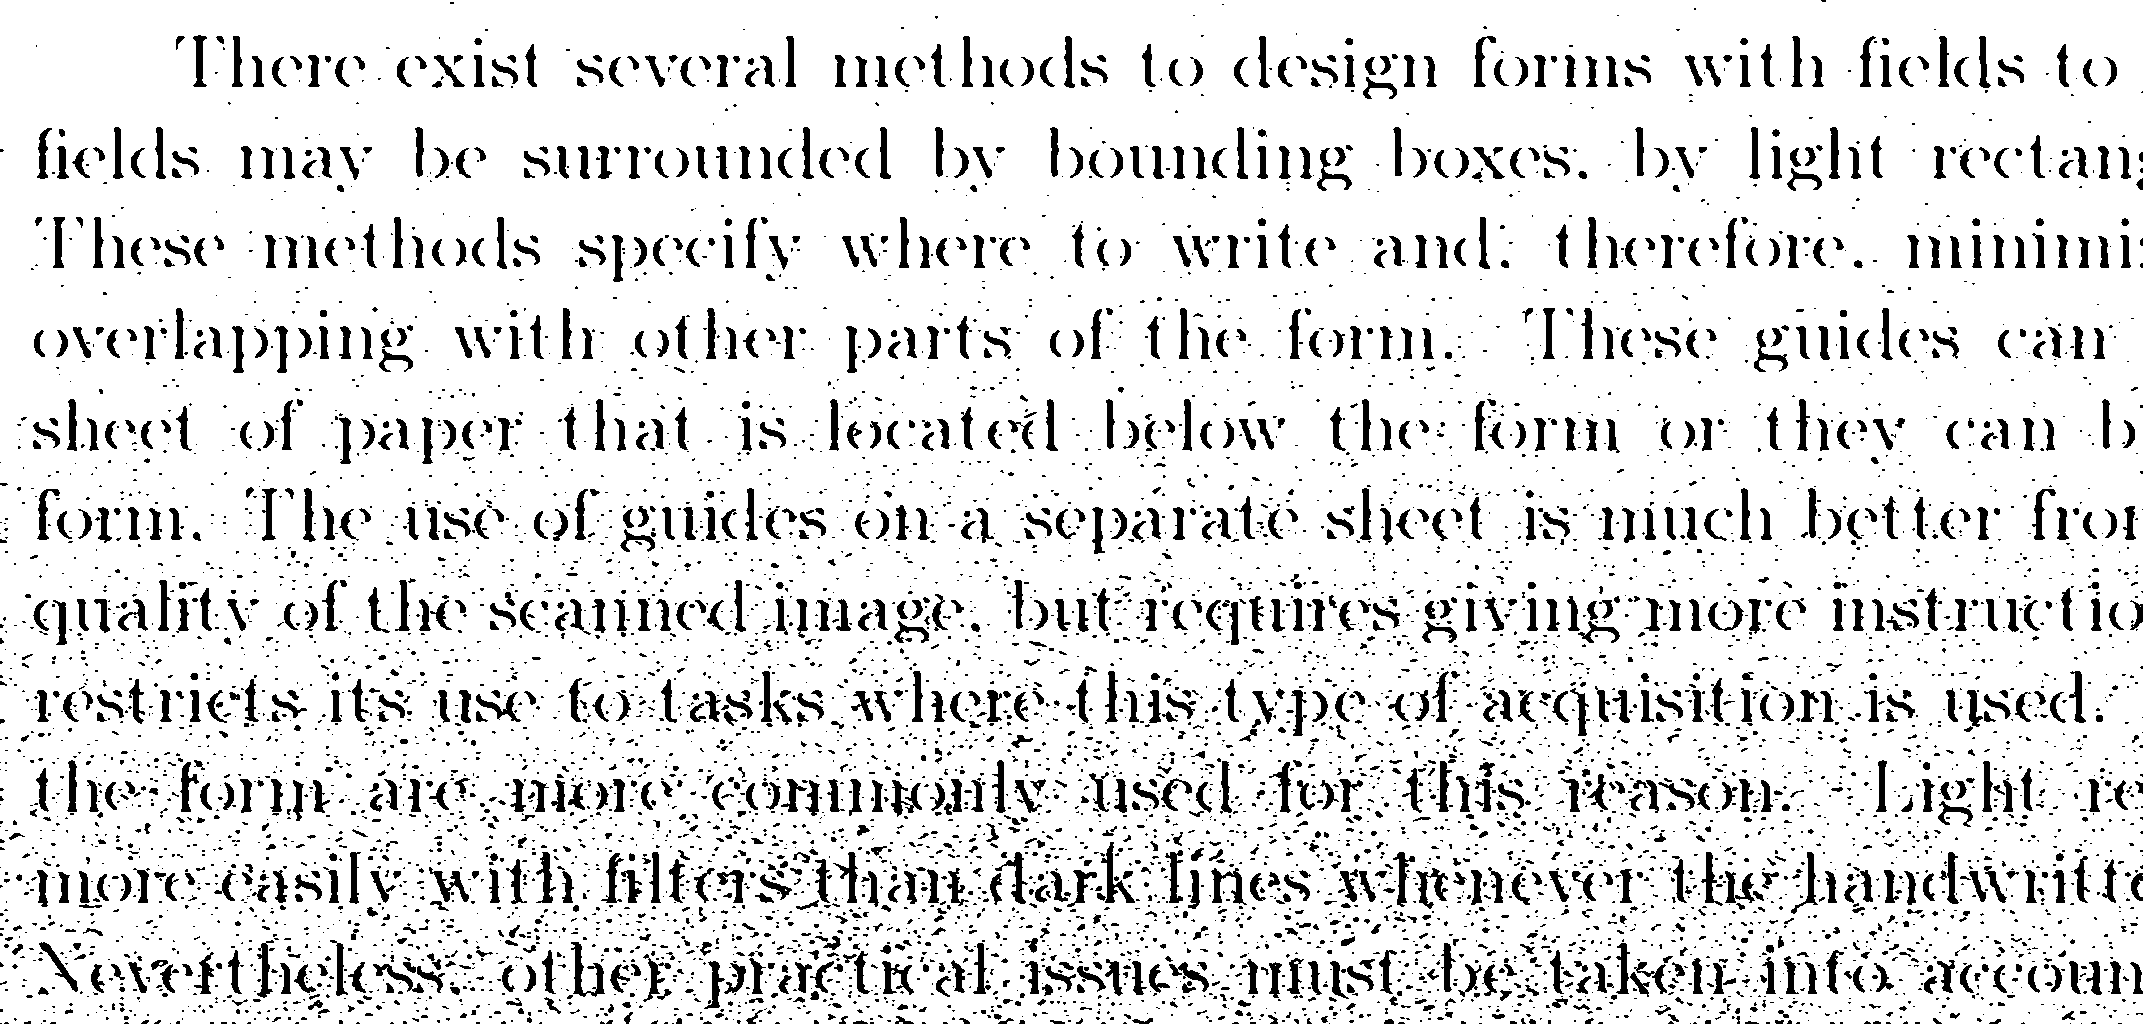 There exist several methods to design forms with fields to
fields may be surrounded by bounding boxes, by light rectang
These methods specify where to write and, therefore, minimi
overlapping with other parts of the form. These guides can
sheet of paper that is located below the form or they can b
form. The use of guides on a separate sheet is much better from
quality of the scanned image, but requires giving more instructio
restricts its use to tasks where this type of acquisition is used.
the form are more commonly used for this reason. Light re
more easily with filters than dark lines whenever the handwritte
Nevertheless, other practical issues must be taken into accoun